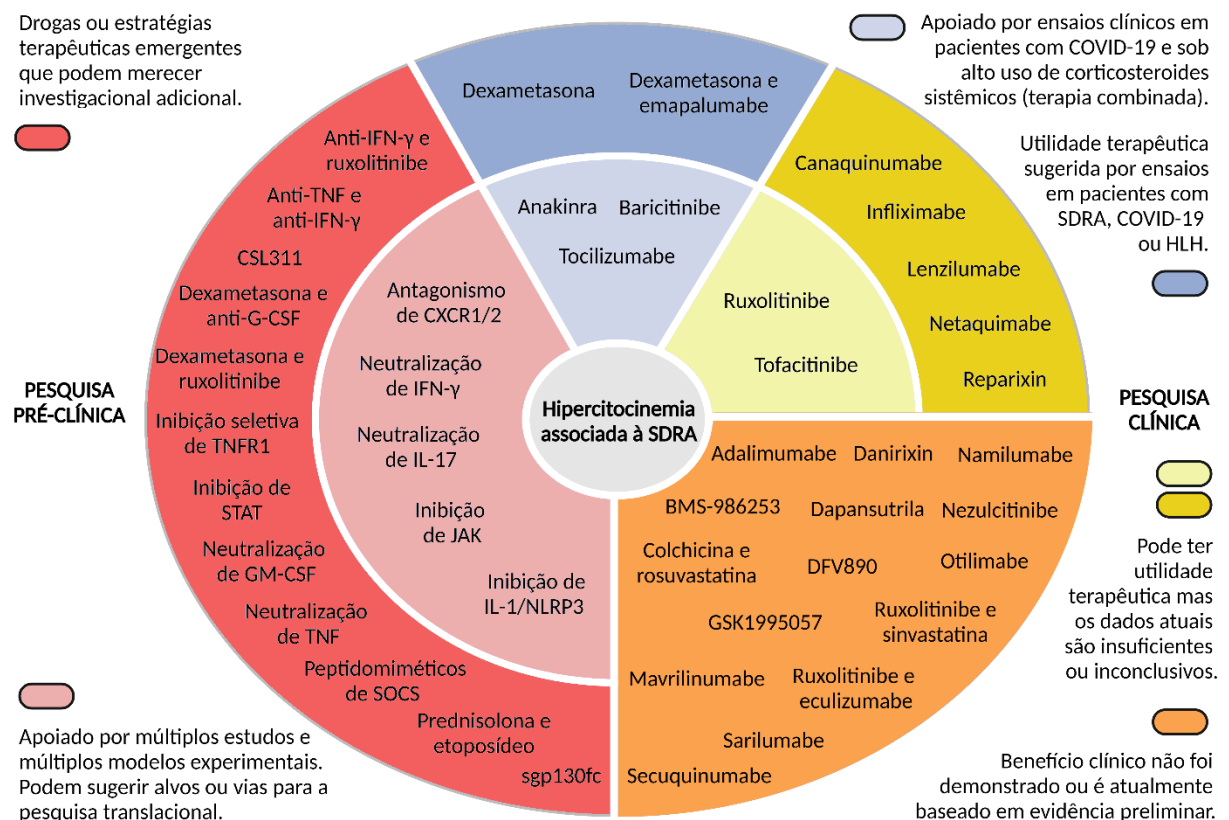 Drogas ou estratégias
terapêuticas emergentes
que podem merecer
investigacional adicional.
Apoiado por ensaios clínicos em
pacientes com COVID-19 e sob
alto uso de corticosteroides
sistêmicos (terapia combinada).
Utilidade terapêutica
sugerida por ensaios
em pacientes com
SDRA, COVID-19
ou HLH.
Dexametasona
Dexametasona e
emapalumabe
Anakinra
Baricitinibe
Tocilizumabe
Canaquinumabe
Infliximabe
Lenzilumabe
Netaquimabe
Reparixin
Ruxolitinibe
Tofacitinibe
Anti-IFN-γ e
ruxolitinibe
Anti-TNF e
anti-IFN-γ
CSL311
Dexametasona e
anti-G-CSF
Dexametasona e
ruxolitinibe
Inibição seletiva
de TNFR1
Inibição de
STAT
Neutralização
de GM-CSF
Neutralização
de TNF
Peptidomiméticos
de SOCS
Prednisolona e
etoposídeo
sgp130fc
Antagonismo
de CXCR1/2
Neutralização
de IFN-γ
Neutralização
de IL-17
Inibição
de JAK
Inibição de
IL-1/NLRP3
Hipercitocinemia
associada à SDRA
PESQUISA
PRÉ-CLÍNICA
PESQUISA
CLÍNICA
Adalimumabe
Danirixin
Namilumabe
BMS-986253
Dapansutrila
Nezulcitinibe
Colchicina e
rosuvastatina
DFV890
Otilimabe
GSK1995057
Ruxolitinibe e
sinvastatina
Mavrilinumabe
Ruxolitinibe e
eculizumabe
Sarilumabe
Secuquinumabe
Pode ter
utilidade
terapêutica mas
os dados atuais
são insuficientes
ou inconclusivos.
Apoiado por múltiplos estudos e
múltiplos modelos experimentais.
Podem sugerir alvos ou vias para a
pesquisa translacional.
Benefício clínico não foi
demonstrado ou é atualmente
baseado em evidência preliminar.